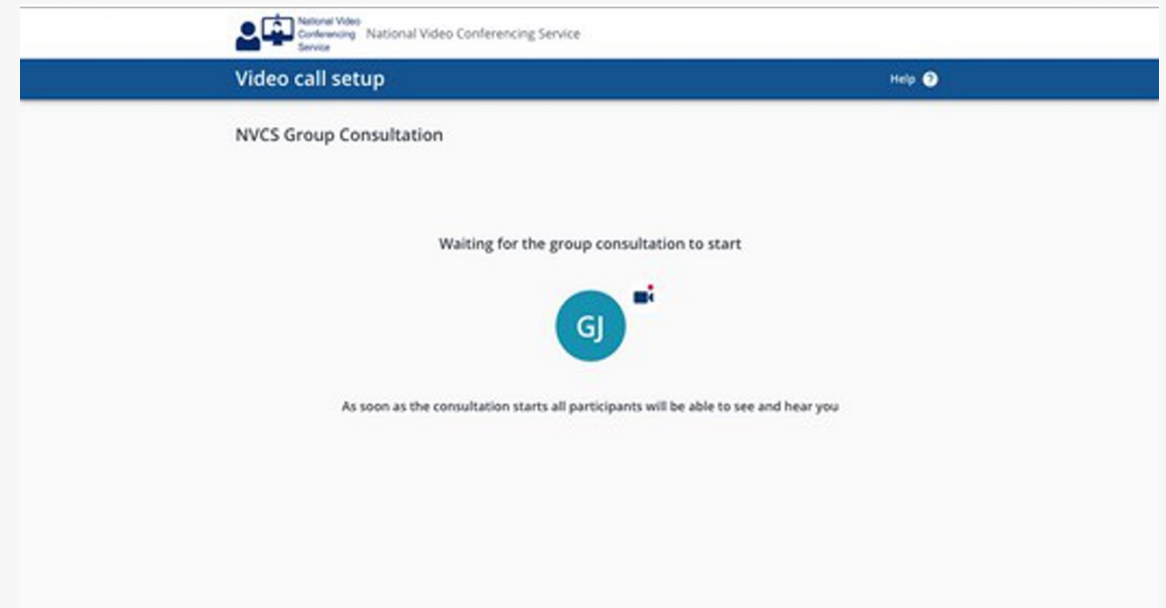 National Video
Conferencing
Service
National Video Conferencing Service
Video call setup
Help ?
NVCS Group Consultation
Waiting for the group consultation to start
GJ
As soon as the consultation starts all participants will be able to see and hear you